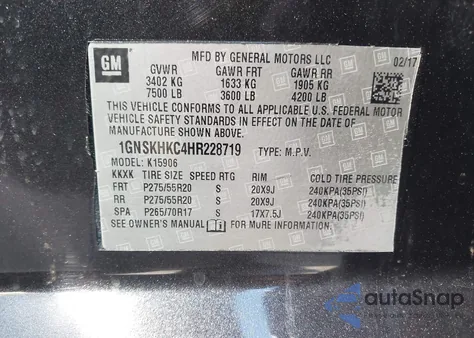 GM
MFD BY GENERAL MOTORS LLC 02/17
GVWR GAWR FRT GAWR RR
3402 KG 1633 KG 1905 KG
7500 LB 3600 LB 4200 LB
THIS VEHICLE CONFORMS TO ALL APPLICABLE U.S. FEDERAL MOTOR
VEHICLE SAFETY STANDARDS IN EFFECT ON THE DATE OF
MANUFACTURE SHOWN ABOVE.
1GNSKHKC4HR228719 TYPE: M.P.V.
MODEL: K15906
KKXK TIRE SIZE SPEED RTG RIM COLD TIRE PRESSURE
FRT P275/55R20 S 20X9J 240KPA(35PSI)
RR P275/55R20 S 20X9J 240KPA(35PSI)
SPA P265/70R17 S 17X7.5J 240KPA(35PSI)
SEE OWNER'S MANUAL FOR MORE INFORMATION
autoSnap